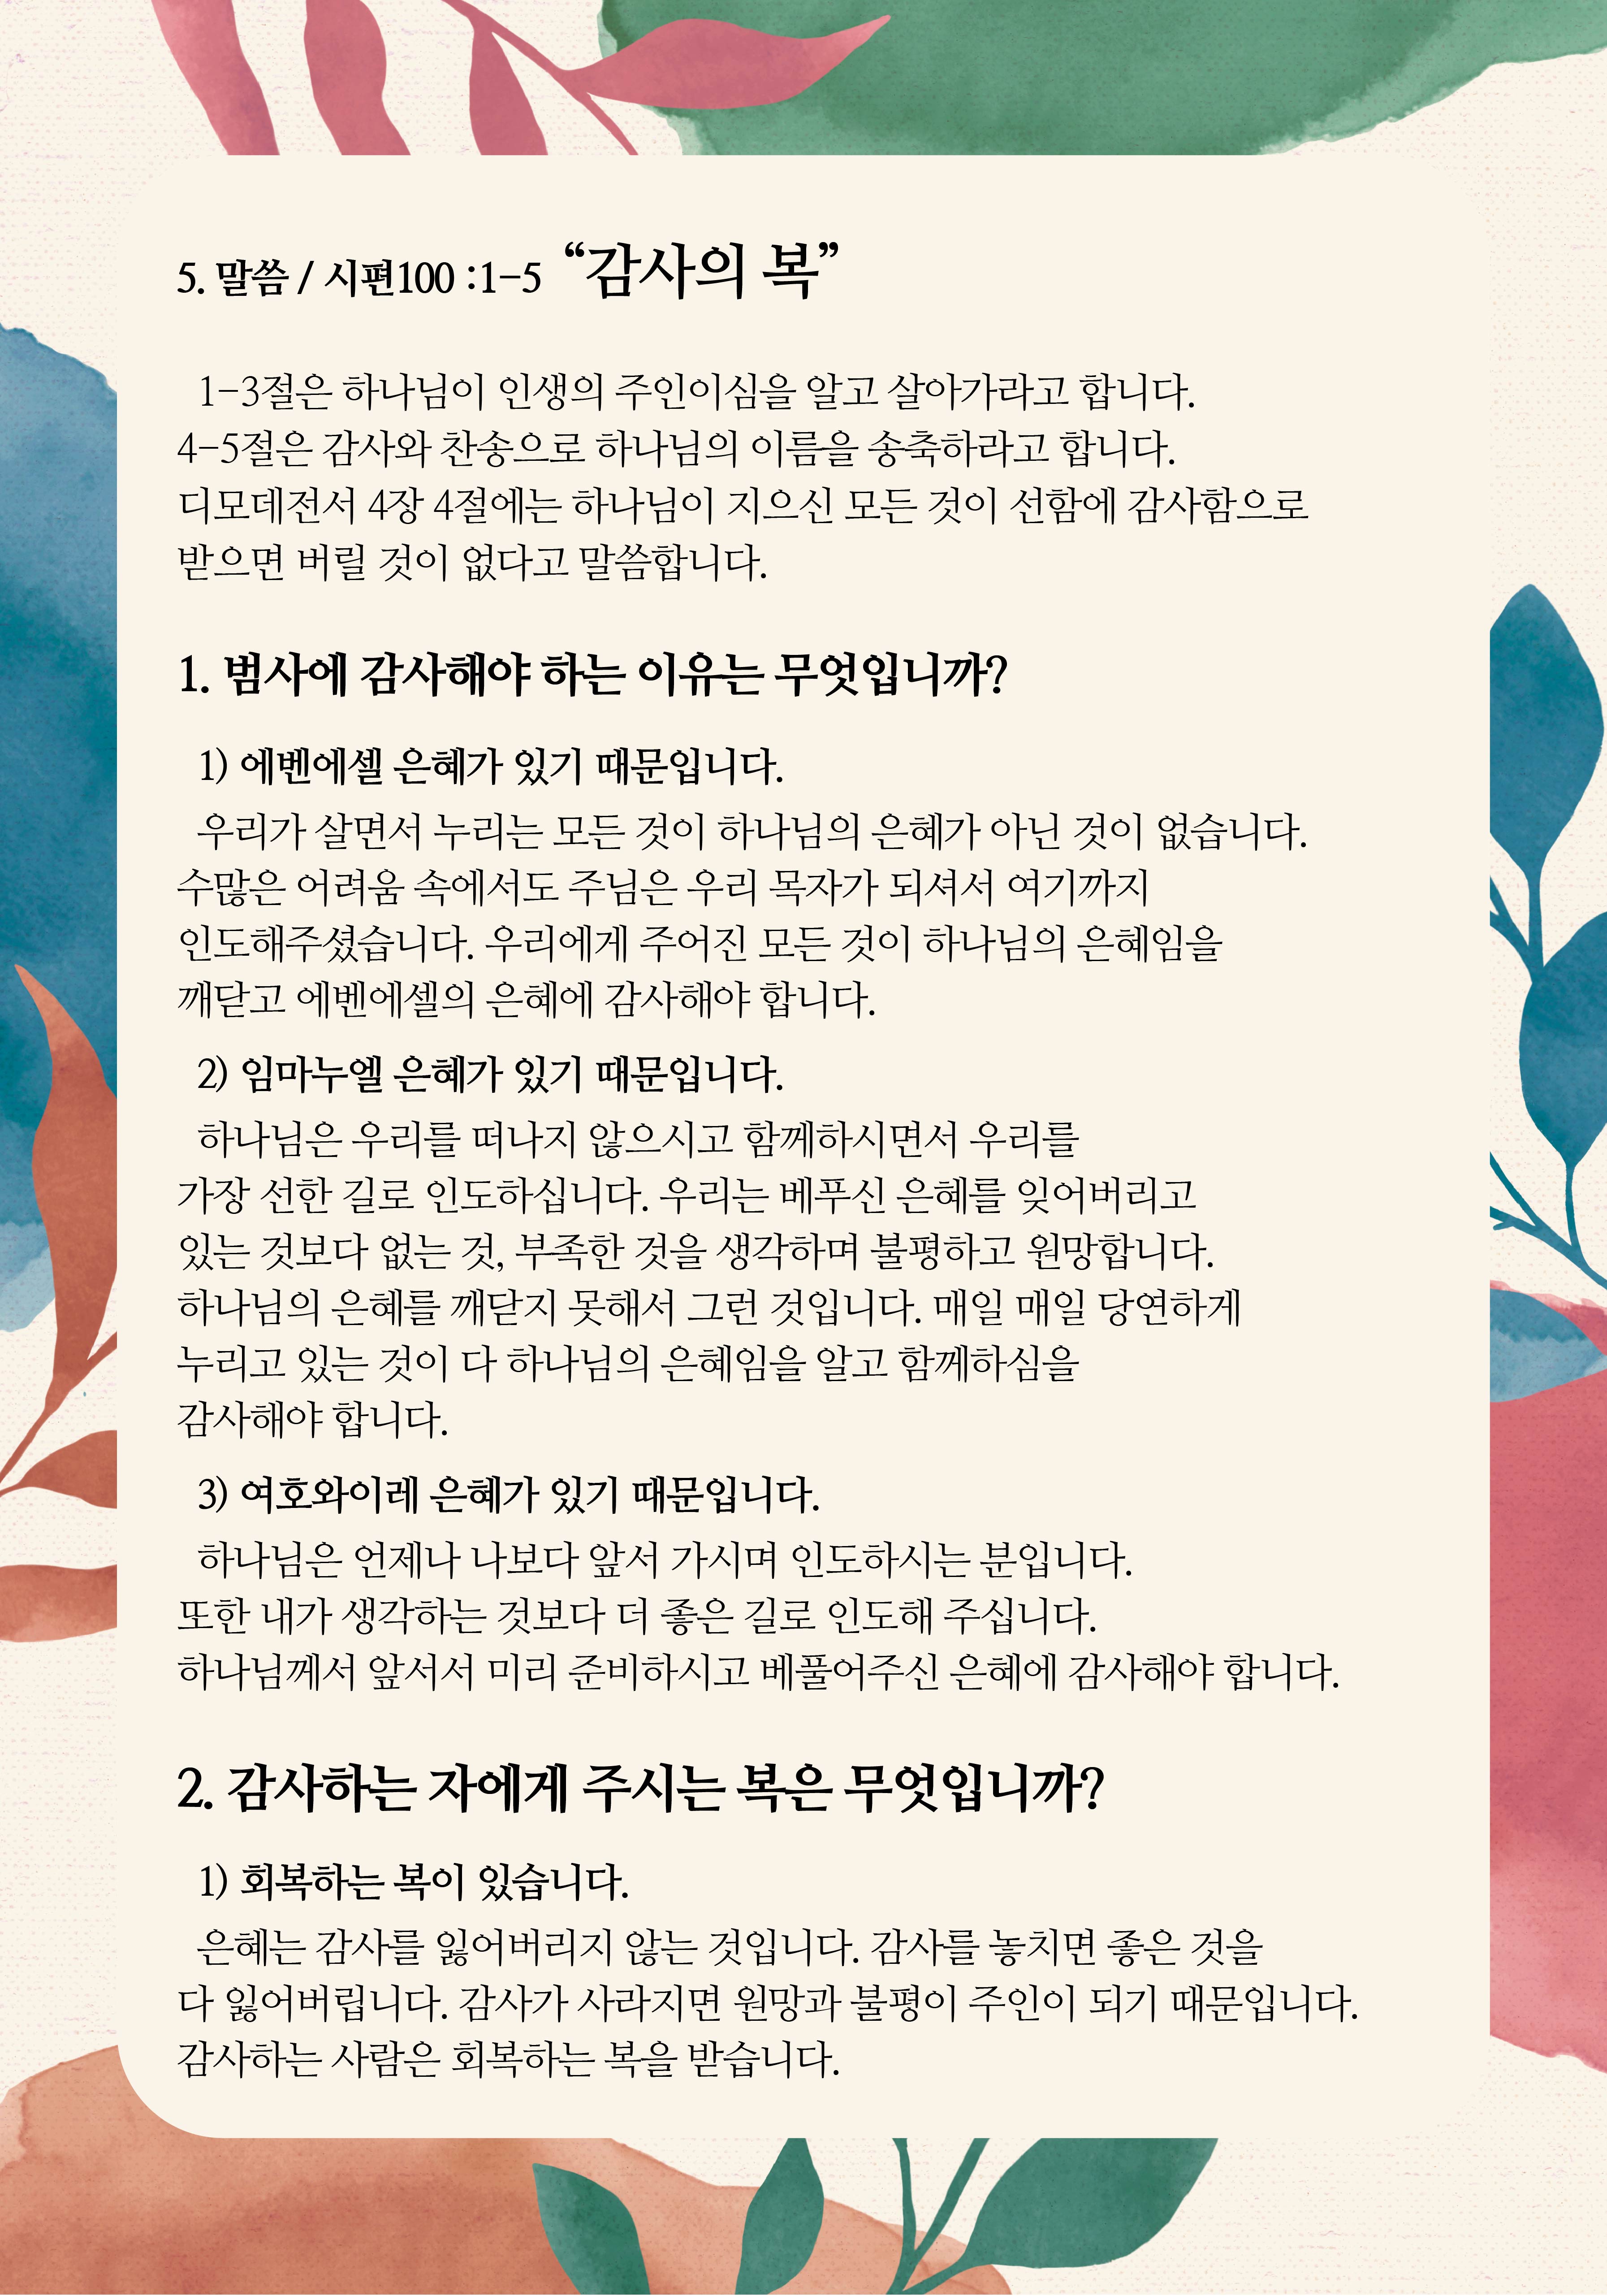 5. 말씀 / 시편100 :1-5 “감사의 복”
1-3절은 하나님이 인생의 주인이심을 알고 살아가라고 합니다.
4-5절은 감사와 찬송으로 하나님의 이름을 송축하라고 합니다.
디모데전서 4장 4절에는 하나님이 지으신 모든 것이 선함에 감사함으로
받으면 버릴 것이 없다고 말씀합니다.
1. 범사에 감사해야 하는 이유는 무엇입니까?
1) 에벤에셀 은혜가 있기 때문입니다.
우리가 살면서 누리는 모든 것이 하나님의 은혜가 아닌 것이 없습니다.
수많은 어려움 속에서도 주님은 우리 목자가 되셔서 여기까지
인도해주셨습니다. 우리에게 주어진 모든 것이 하나님의 은혜임을
깨닫고 에벤에셀의 은혜에 감사해야 합니다.
2) 임마누엘 은혜가 있기 때문입니다.
하나님은 우리를 떠나지 않으시고 함께하시면서 우리를
가장 선한 길로 인도하십니다. 우리는 베푸신 은혜를 잊어버리고
있는 것보다 없는 것, 부족한 것을 생각하며 불평하고 원망합니다.
하나님의 은혜를 깨닫지 못해서 그런 것입니다. 매일 매일 당연하게
누리고 있는 것이 다 하나님의 은혜임을 알고 함께하심을
감사해야 합니다.
3) 여호와이레 은혜가 있기 때문입니다.
하나님은 언제나 나보다 앞서 가시며 인도하시는 분입니다.
또한 내가 생각하는 것보다 더 좋은 길로 인도해 주십니다.
하나님께서 앞서서 미리 준비하시고 베풀어주신 은혜에 감사해야 합니다.
2. 감사하는 자에게 주시는 복은 무엇입니까?
1) 회복하는 복이 있습니다.
은혜는 감사를 잃어버리지 않는 것입니다. 감사를 놓치면 좋은 것을
다 잃어버립니다. 감사가 사라지면 원망과 불평이 주인이 되기 때문입니다.
감사하는 사람은 회복하는 복을 받습니다.